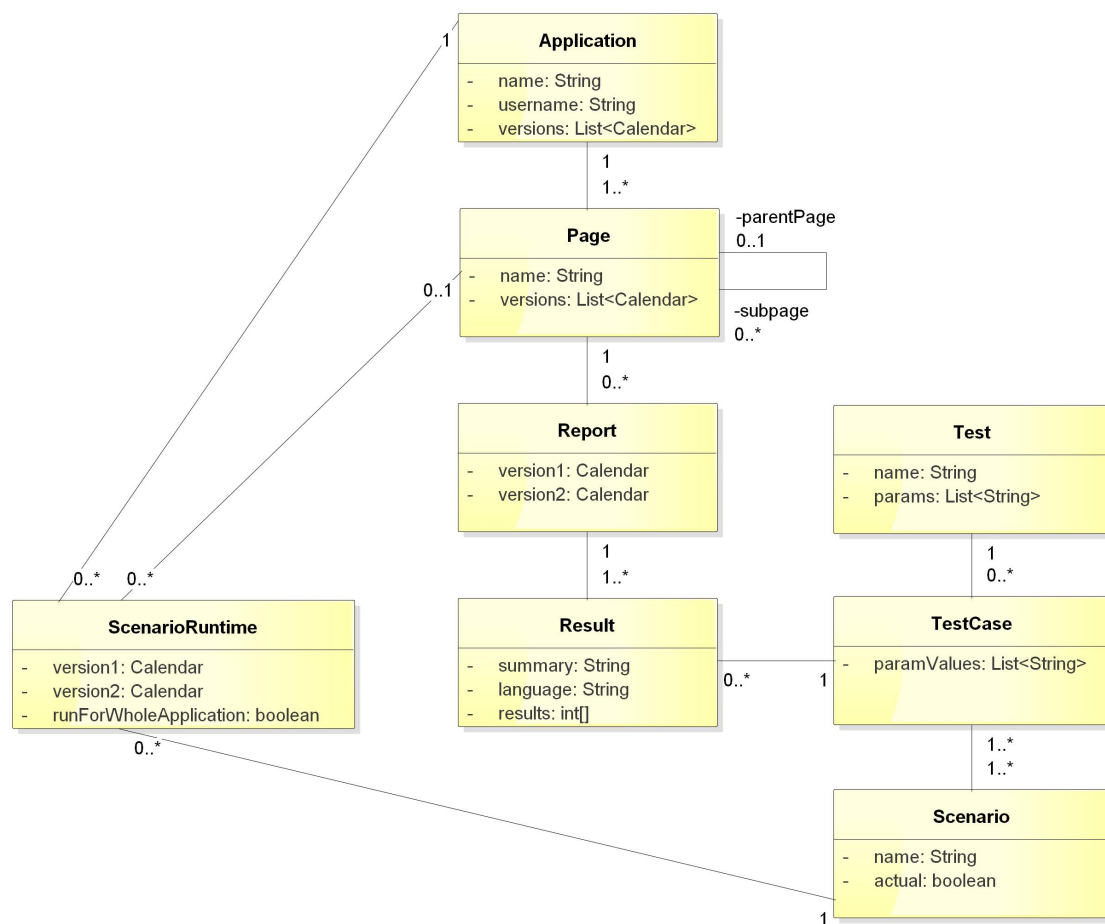 Application
- name: String
- username: String
- versions: List<Calendar>
1
1
1..*
Page
- name: String
- versions: List<Calendar>
-parentPage
0..1
-subpage
0..*
0..1
1
0..*
Report
- version1: Calendar
- version2: Calendar
Test
- name: String
- params: List<String>
1
1..*
1
0..*
0..*
0..*
ScenarioRuntime
- version1: Calendar
- version2: Calendar
- runForWholeApplication: boolean
0..*
Result
- summary: String
- language: String
- results: int[]
0..*
1
TestCase
- paramValues: List<String>
1..*
1..*
Scenario
- name: String
- actual: boolean
1